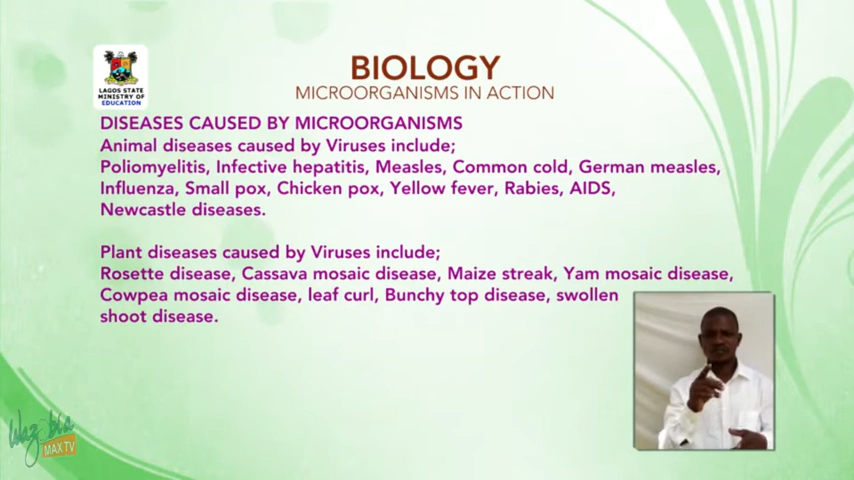 BIOLOGY
MICROORGANISMS IN ACTION
LAGOS STATE
MINISTRY OF
EDUCATION
DISEASES CAUSED BY MICROORGANISMS
Animal diseases caused by Viruses include;
Poliomyelitis, Infective hepatitis, Measles, Common cold, German measles,
Influenza, Small pox, Chicken pox, Yellow fever, Rabies, AIDS,
Newcastle diseases.
Plant diseases caused by Viruses include;
Rosette disease, Cassava mosaic disease, Maize streak, Yam mosaic disease,
Cowpea mosaic disease, leaf curl, Bunchy top disease, swollen
shoot disease.
Wazobia
MAX TV